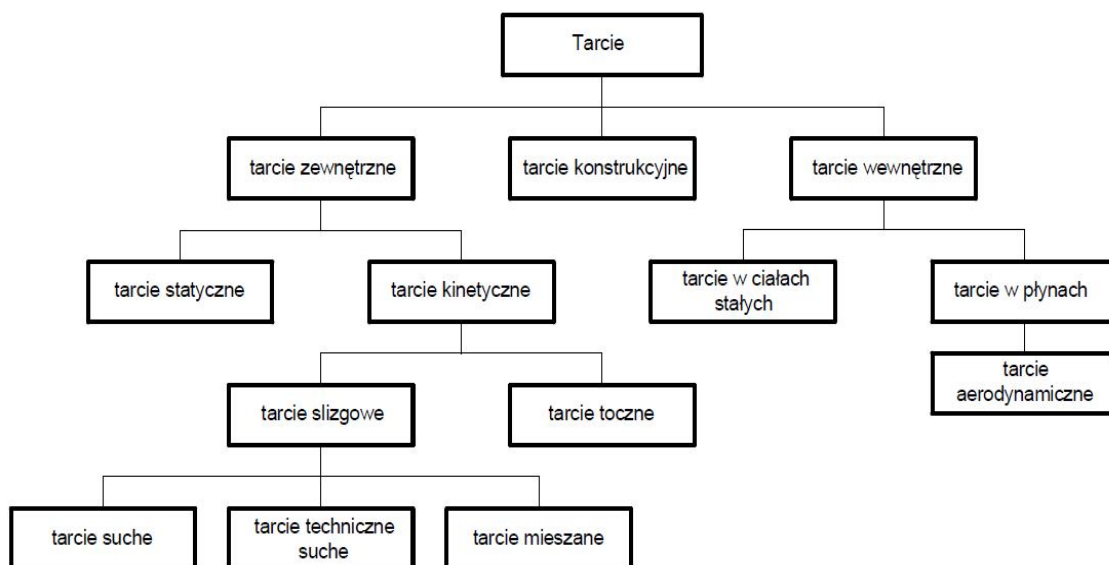 Tarcie
tarcie zewnętrzne
tarcie konstrukcyjne
tarcie wewnętrzne
tarcie statyczne
tarcie kinetyczne
tarcie w ciałach
stałych
tarcie w płynach
tarcie
aerodynamiczne
tarcie slizgowe
tarcie toczne
tarcie suche
tarcie techniczne
suche
tarcie mieszane